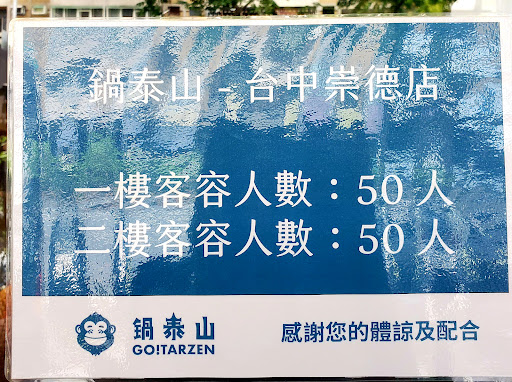 鍋泰山 - 台中崇德店
一樓客容人數：50 人
二樓客容人數：50 人
鍋泰山
GO!TARZEN
感謝您的體諒及配合